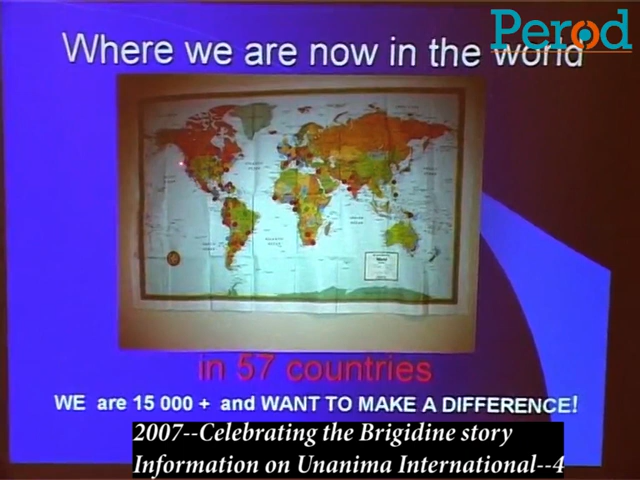 Perod
Where we are now in the world
in 57 countries
WE are 15 000 + and WANT TO MAKE A DIFFERENCE!
2007--Celebrating the Brigidine story
Information on Unanima International--4